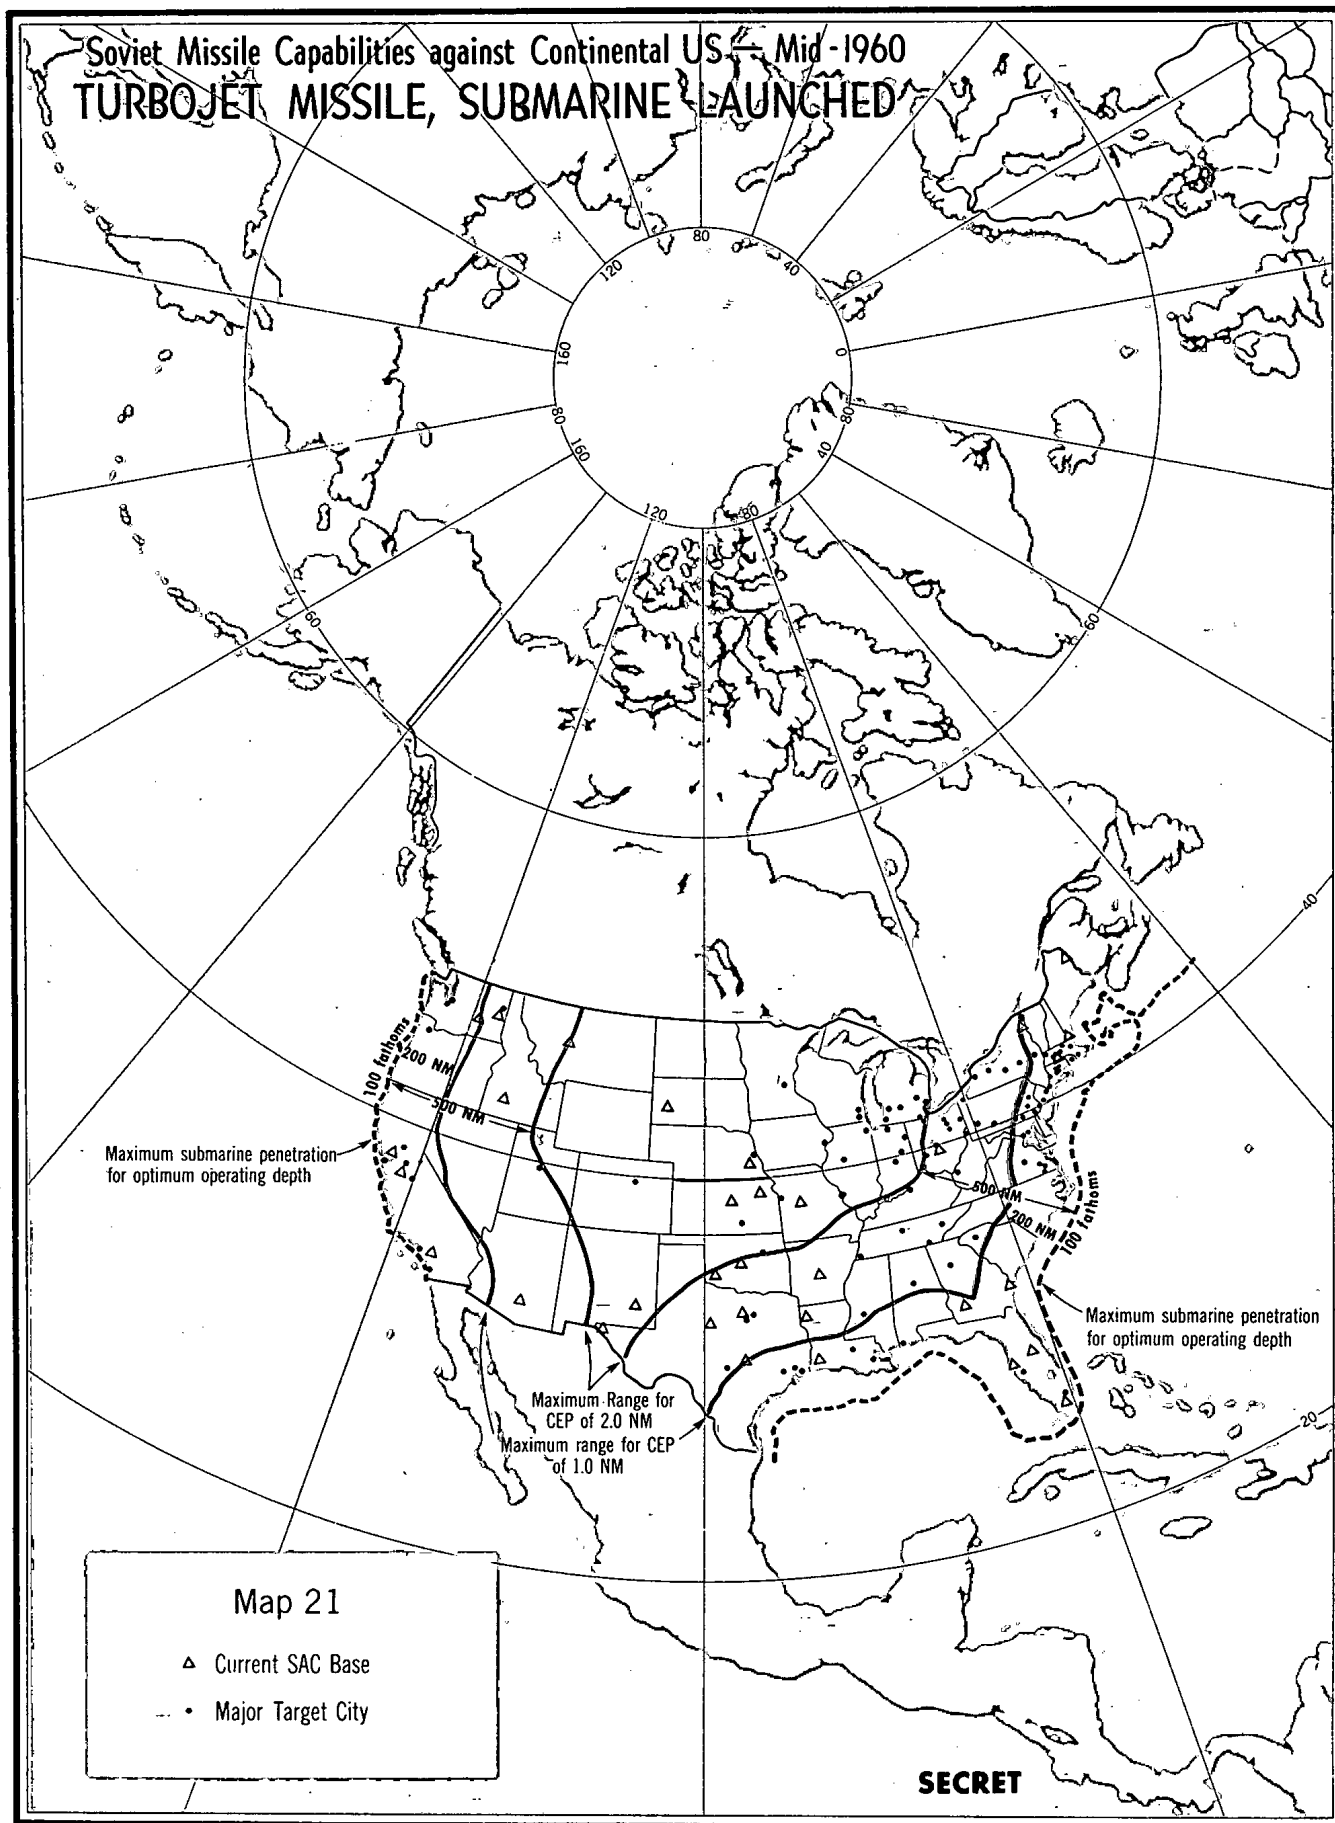 Soviet Missile Capabilities against Continental US — Mid-1960
TURBOJET MISSILE, SUBMARINE LAUNCHED
80
120
40
160
0
80
80
160
40
120
80
60
60
40
100 fathoms
200 NM
500 NM
Maximum submarine penetration
for optimum operating depth
500 NM
200 NM
100 fathoms
Maximum submarine penetration
for optimum operating depth
Maximum Range for
CEP of 2.0 NM
Maximum range for CEP
of 1.0 NM
20
Map 21
Current SAC Base
Major Target City
SECRET